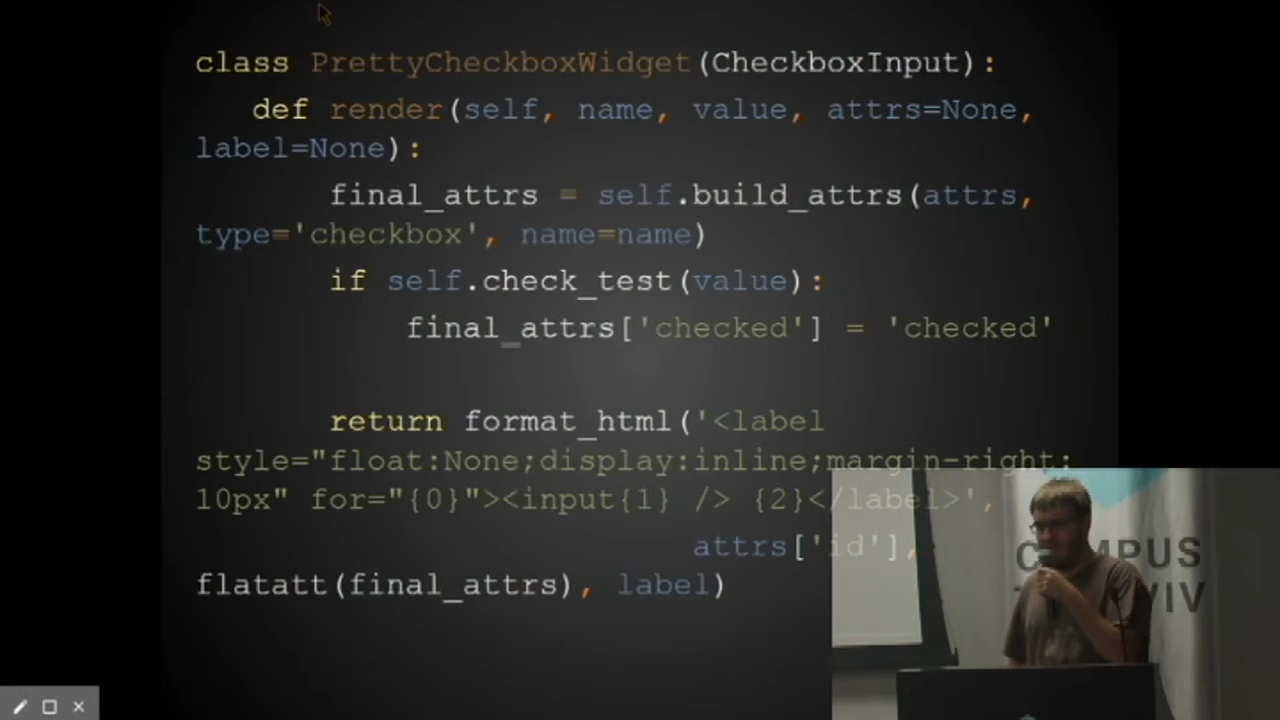 class PrettyCheckboxWidget(CheckboxInput):
def render(self, name, value, attrs=None,
label=None):
final_attrs = self.build_attrs(attrs,
type='checkbox', name=name)
if self.check_test(value):
final_attrs['checked'] = 'checked'
return format_html('<label
style="float:None;display:inline;margin-right:
10px" for="{0}"><input{1} /> {2}</label>',
attrs['id'],
flatatt(final_attrs), label)